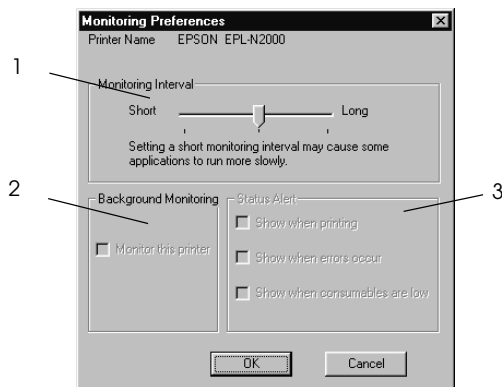 Monitoring Preferences
Printer Name EPSON EPL-N2000
1
Monitoring Interval
Short Long
Setting a short monitoring interval may cause some
applications to run more slowly.
2
Background Monitoring
Monitor this printer
3
Status Alert
Show when printing
Show when errors occur
Show when consumables are low
OK Cancel